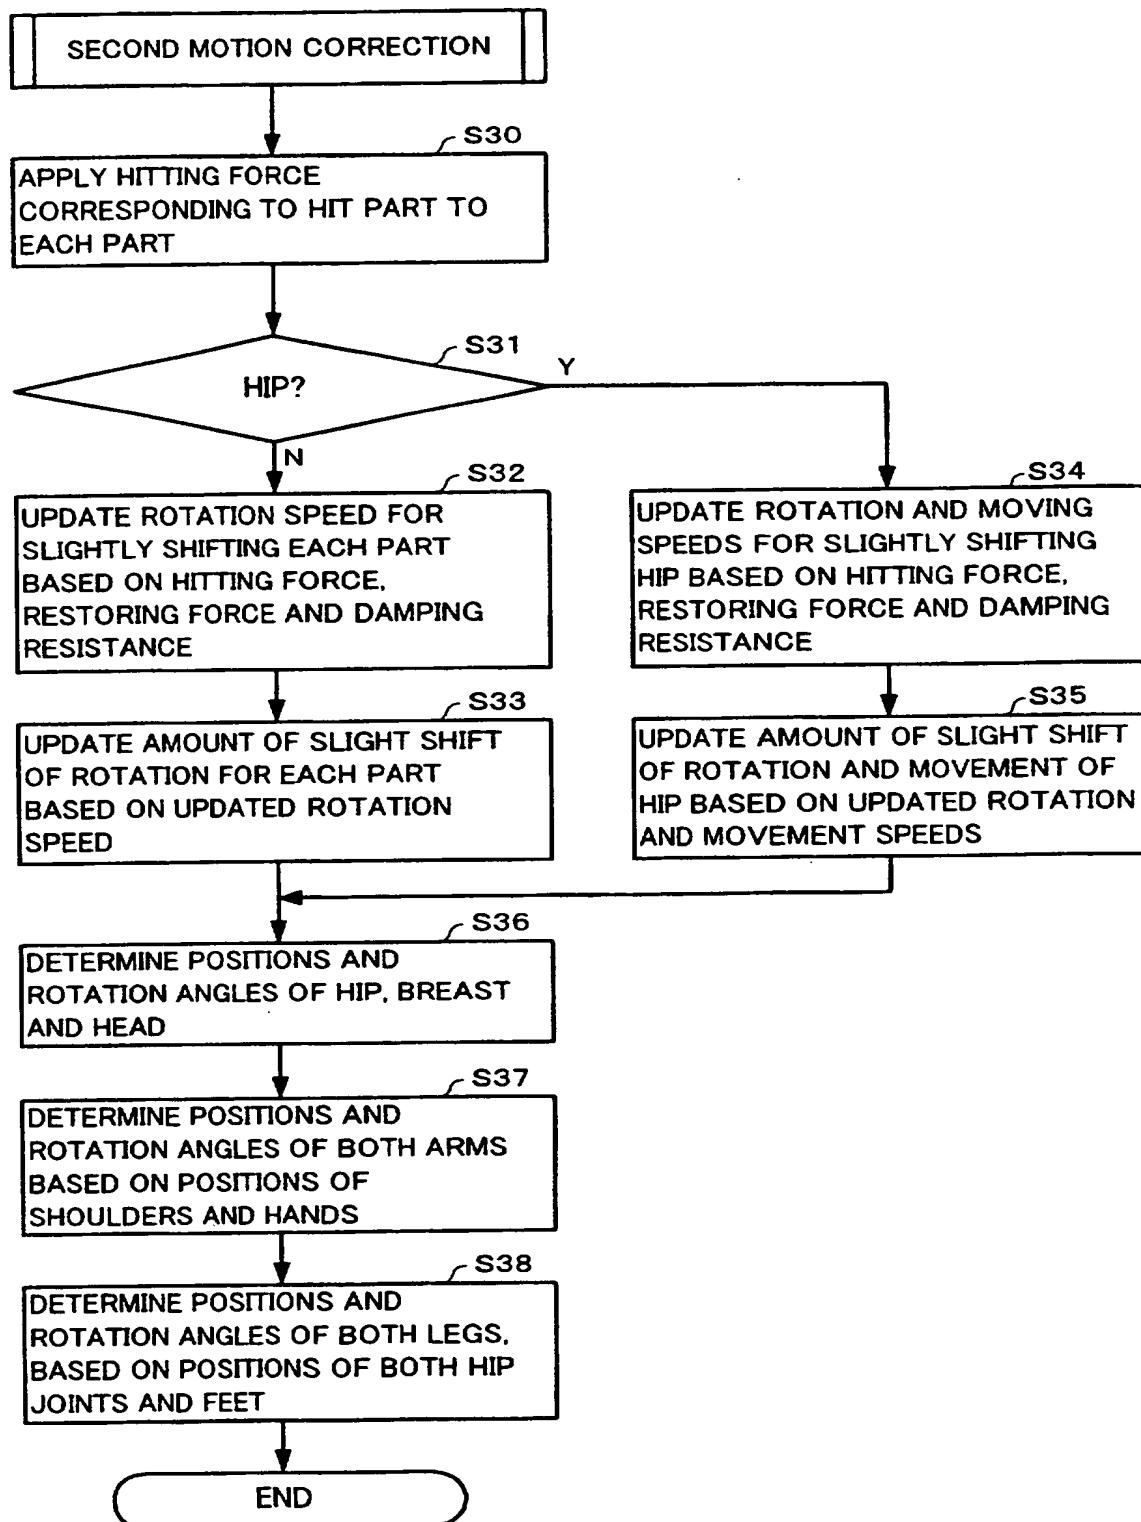 SECOND MOTION CORRECTION
S30
APPLY HITTING FORCE
CORRESPONDING TO HIT PART TO
EACH PART
S31
HIP?
Y
N
S32
UPDATE ROTATION SPEED FOR
SLIGHTLY SHIFTING EACH PART
BASED ON HITTING FORCE,
RESTORING FORCE AND DAMPING
RESISTANCE
S34
UPDATE ROTATION AND MOVING
SPEEDS FOR SLIGHTLY SHIFTING
HIP BASED ON HITTING FORCE,
RESTORING FORCE AND DAMPING
RESISTANCE
S33
UPDATE AMOUNT OF SLIGHT SHIFT
OF ROTATION FOR EACH PART
BASED ON UPDATED ROTATION
SPEED
S35
UPDATE AMOUNT OF SLIGHT SHIFT
OF ROTATION AND MOVEMENT OF
HIP BASED ON UPDATED ROTATION
AND MOVEMENT SPEEDS
S36
DETERMINE POSITIONS AND
ROTATION ANGLES OF HIP, BREAST
AND HEAD
S37
DETERMINE POSITIONS AND
ROTATION ANGLES OF BOTH ARMS
BASED ON POSITIONS OF
SHOULDERS AND HANDS
S38
DETERMINE POSITIONS AND
ROTATION ANGLES OF BOTH LEGS,
BASED ON POSITIONS OF BOTH HIP
JOINTS AND FEET
END